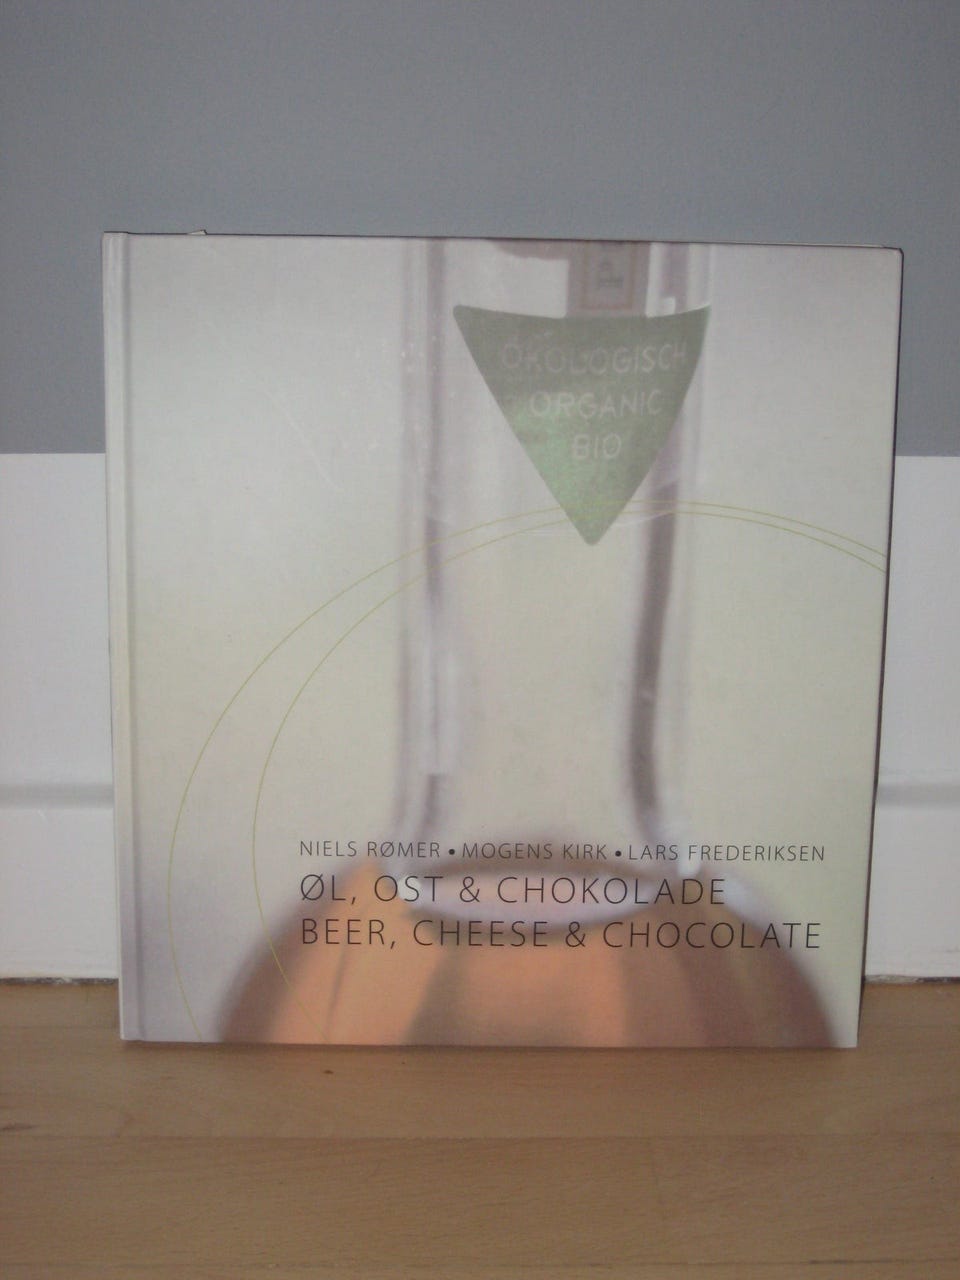 ÖKOLOGISCH
ORGANIC
BIO
NIELS RØMER • MOGENS KIRK • LARS FREDERIKSEN
ØL, OST & CHOKOLADE
BEER, CHEESE & CHOCOLATE